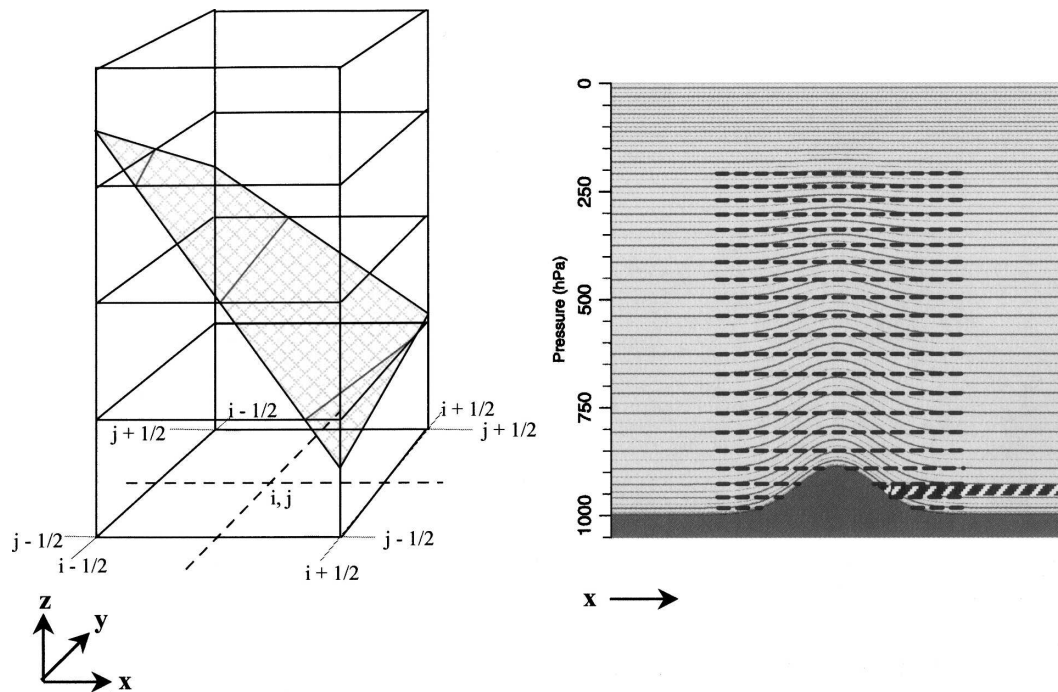 i - 1/2
j + 1/2
i + 1/2
j + 1/2
i, j
j - 1/2
i - 1/2
j - 1/2
i + 1/2
z
y
x
0
250
500
750
1000
Pressure (hPa)
x